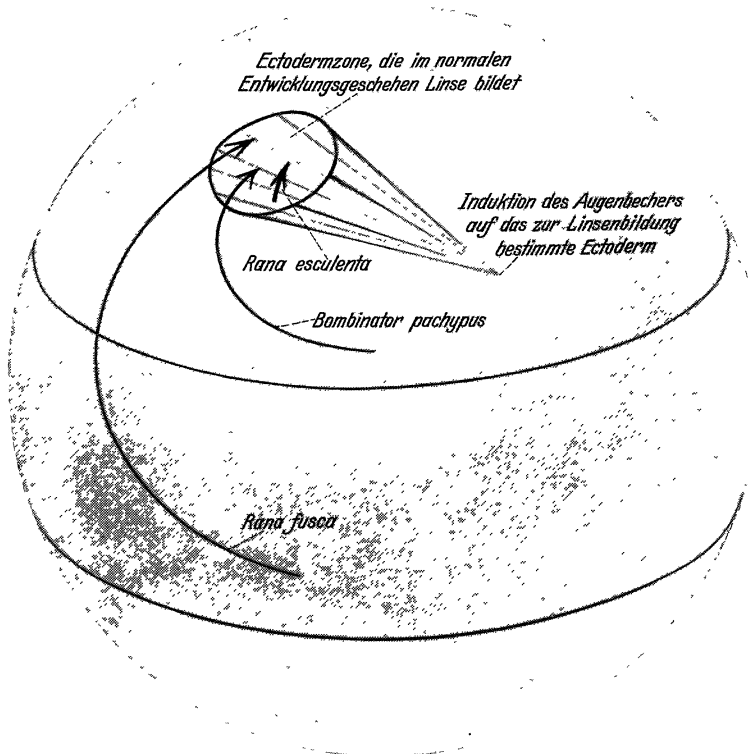 Ectodermzone, die im normalen
Entwicklungsgeschehen Linse bildet
Induktion des Augenbechers
auf das zur Linsenbildung
bestimmte Ectoderm
Rana esculenta
Bombinator pachypus
Rana fusca